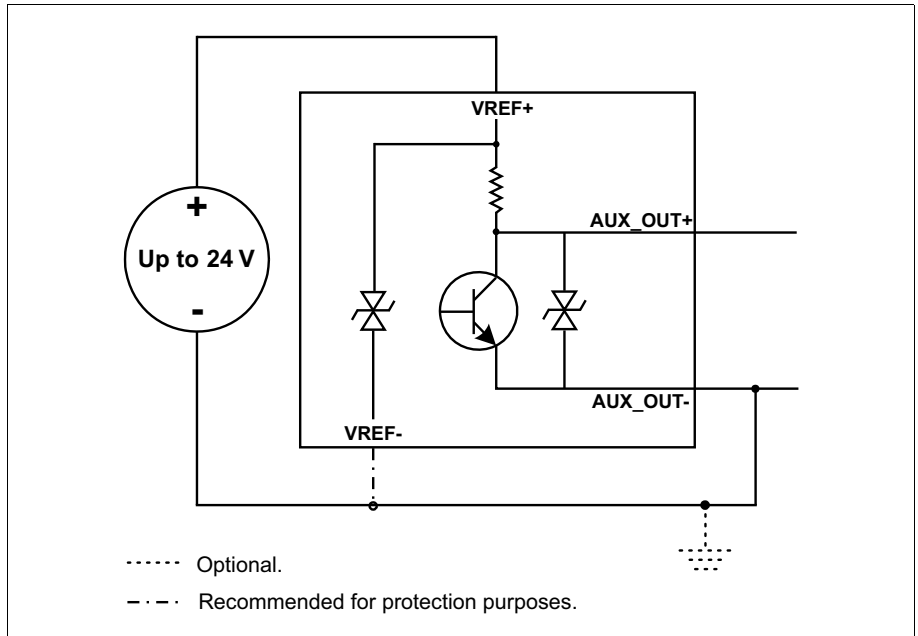 VREF+
AUX_OUT+
+
Up to 24 V
-
AUX_OUT-
VREF-
Optional.
Recommended for protection purposes.